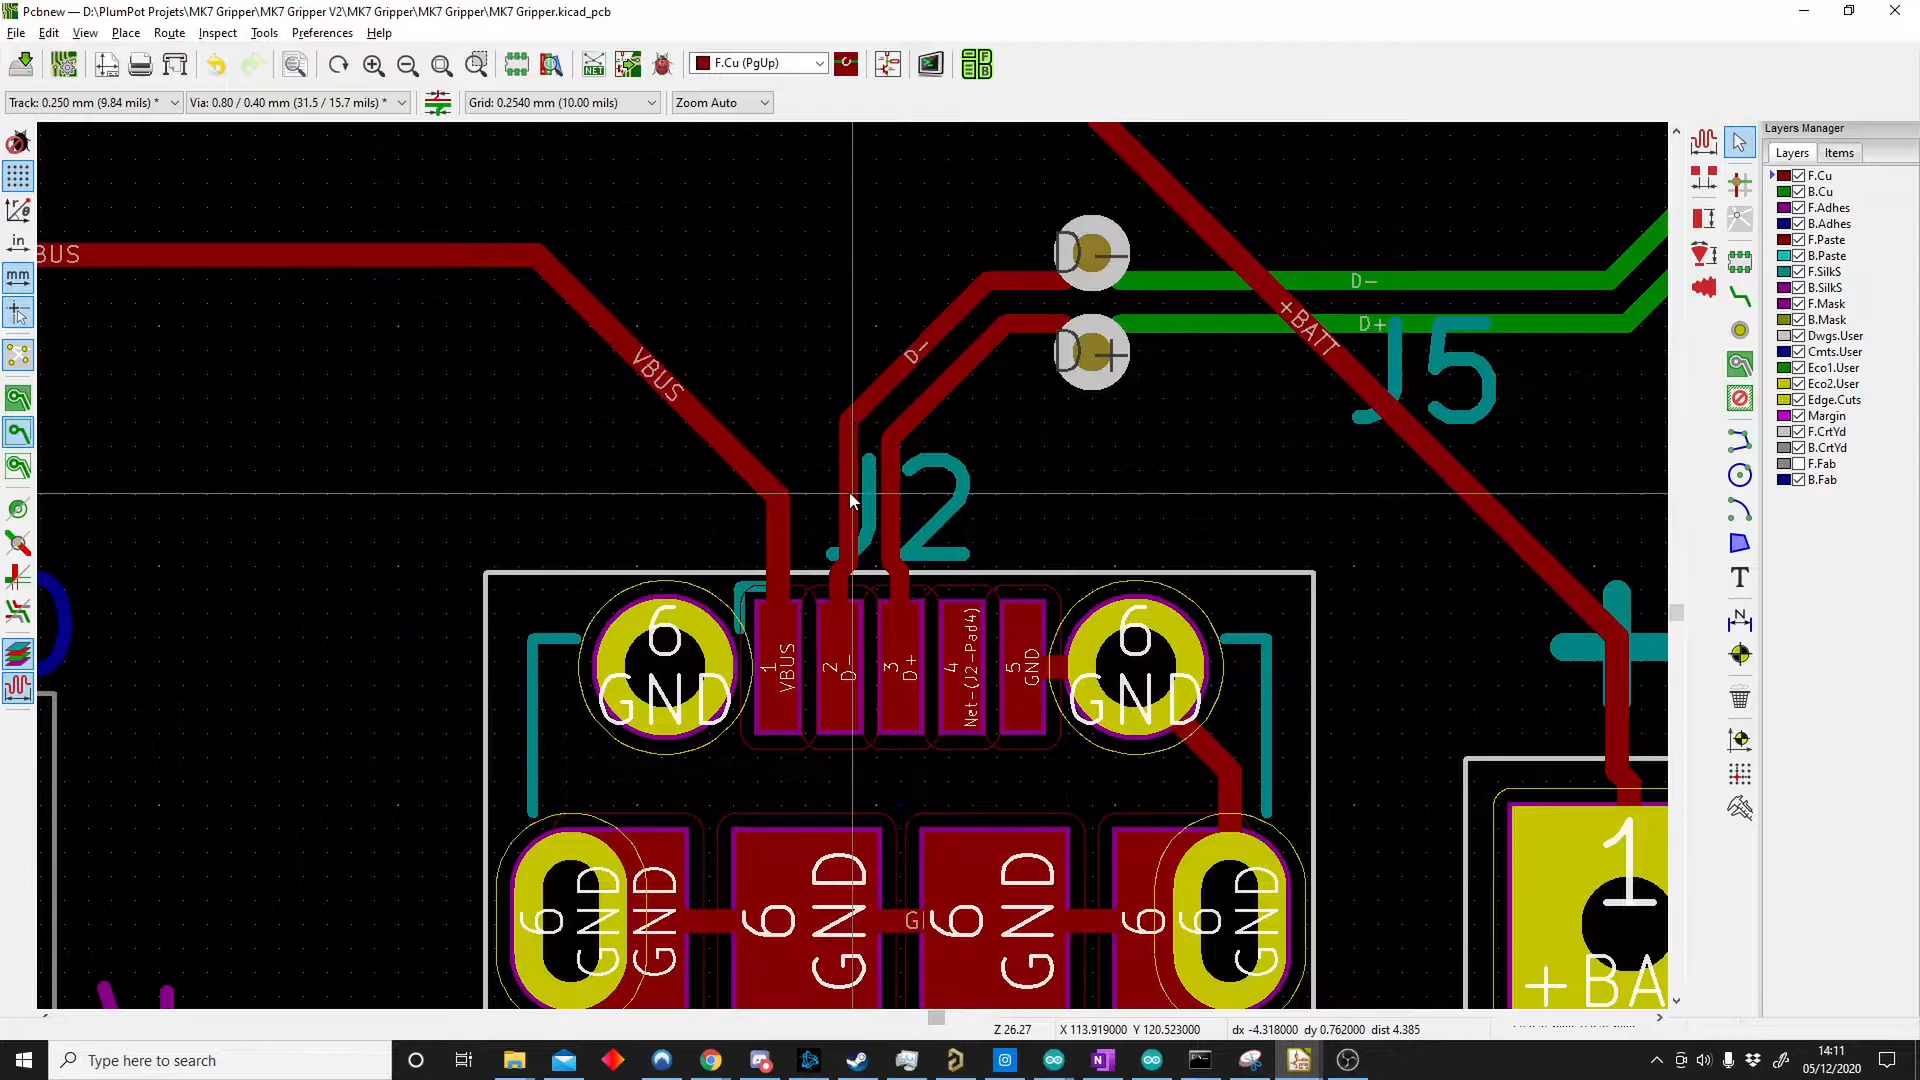 Pcbnew — D:\PlumPot Projets\MK7 Gripper\MK7 Gripper V2\MK7 Gripper\MK7 Gripper\MK7 Gripper.kicad_pcb
File Edit View Place Route Inspect Tools Preferences Help
NET F.Cu (PgUp)
Track: 0.250 mm (9.84 mils) * Via: 0.80 / 0.40 mm (31.5 / 15.7 mils) * Grid: 0.2540 mm (10.00 mils) Zoom Auto
in
mm
BUS
VBUS
D-
D-
D-
D+
D+
+BATT
J5
J2
6
GND
1
VBUS
2
D-
3
D+
4
Net-(J2-Pad4)
5
GND
6
GND
6
GND
GND
6
GND
6
GND
6
6
GND
1
+BA
T
N
Layers Manager
Layers Items
F.Cu
B.Cu
F.Adhes
B.Adhes
F.Paste
B.Paste
F.SilkS
B.SilkS
F.Mask
B.Mask
Dwgs.User
Cmts.User
Eco1.User
Eco2.User
Edge.Cuts
Margin
F.CrtYd
B.CrtYd
F.Fab
B.Fab
Z 26.27 X 113.919000 Y 120.523000 dx -4.318000 dy 0.762000 dist 4.385
Type here to search
14:11
05/12/2020